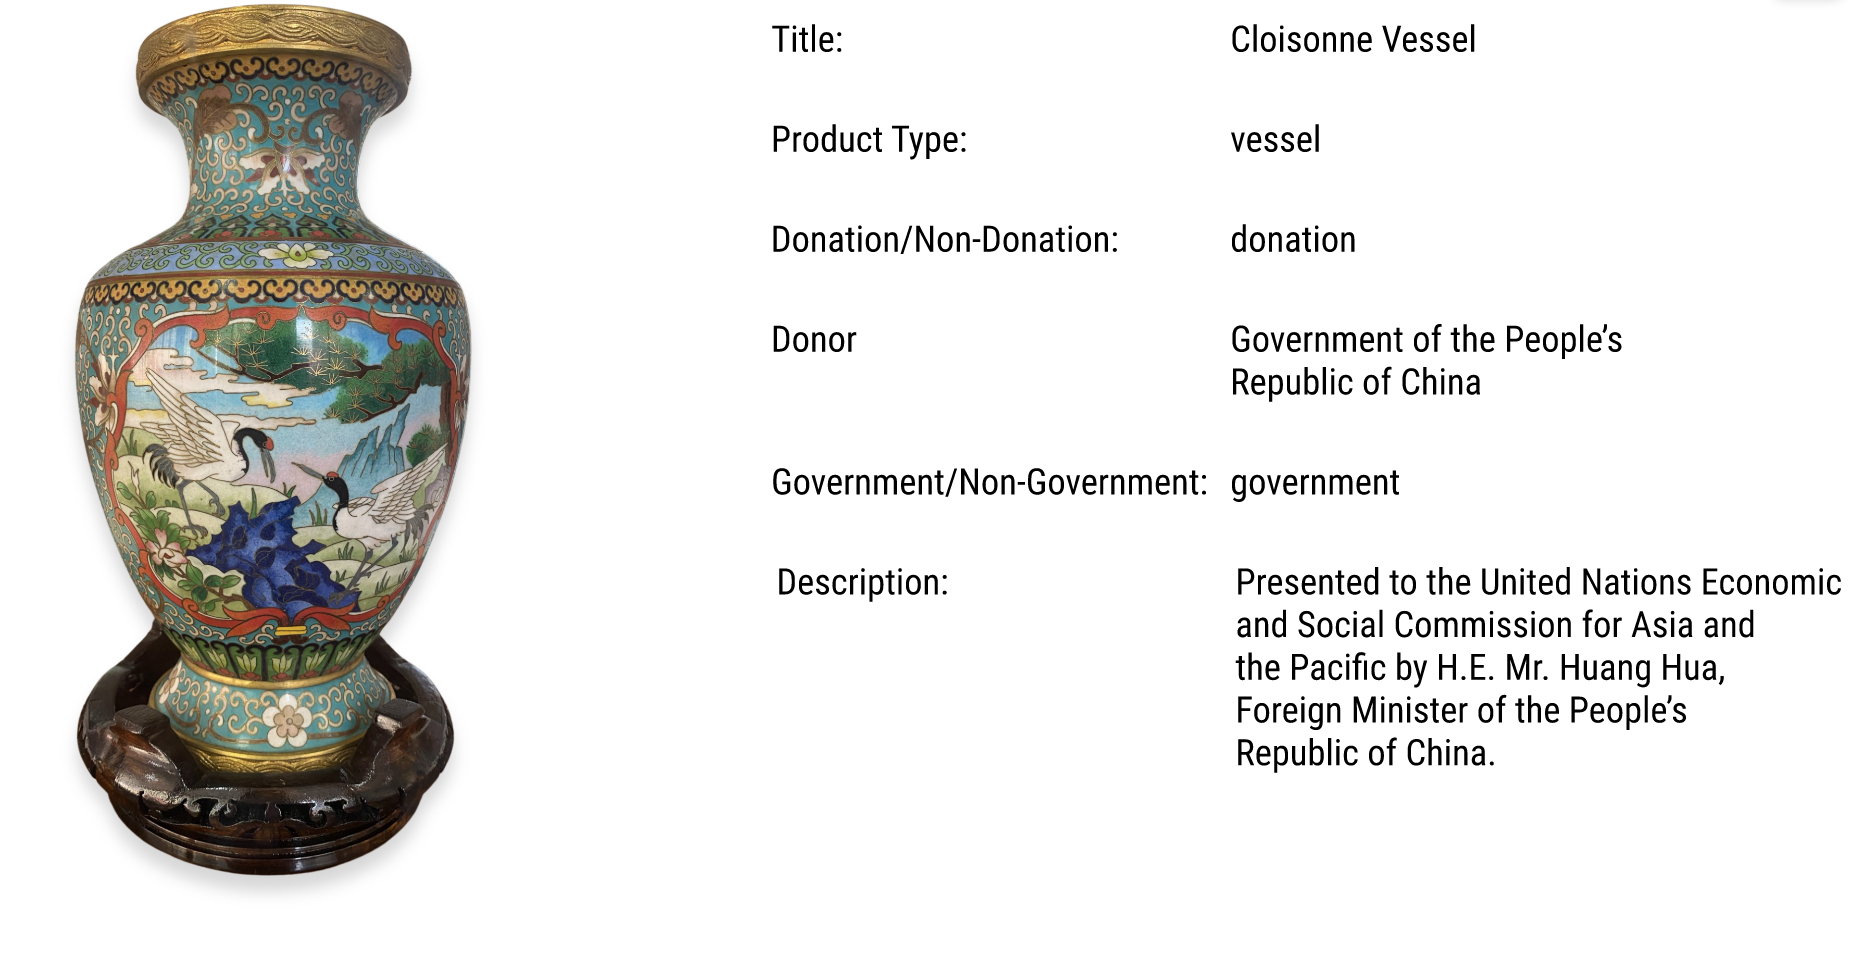 Title: Cloisonne Vessel
Product Type: vessel
Donation/Non-Donation: donation
Donor Government of the People’s
Republic of China
Government/Non-Government: government
Description: Presented to the United Nations Economic
and Social Commission for Asia and
the Pacific by H.E. Mr. Huang Hua,
Foreign Minister of the People’s
Republic of China.